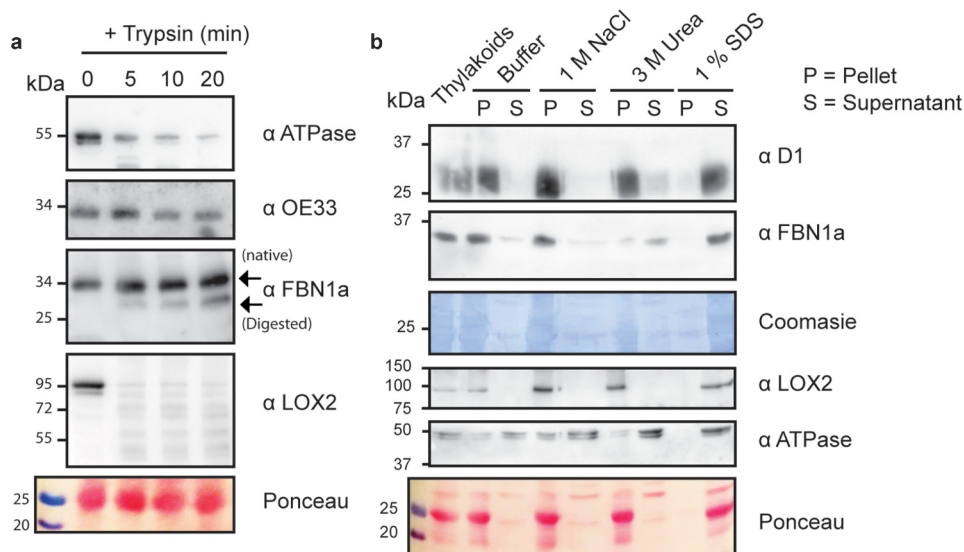 a
+ Trypsin (min)
kDa 0 5 10 20
55 α ATPase
34 α OE33
(native)
34 α FBN1a
25
(Digested)
95 α LOX2
72
55
25 Ponceau
20
b
Thylakoids Buffer 1 M NaCl 3 M Urea 1 % SDS
P = Pellet
S = Supernatant
kDa P S P S P S P S
37
α D1
25
37
α FBN1a
Coomasie
25
150
100 α LOX2
75
50 α ATPase
37
25 Ponceau
20